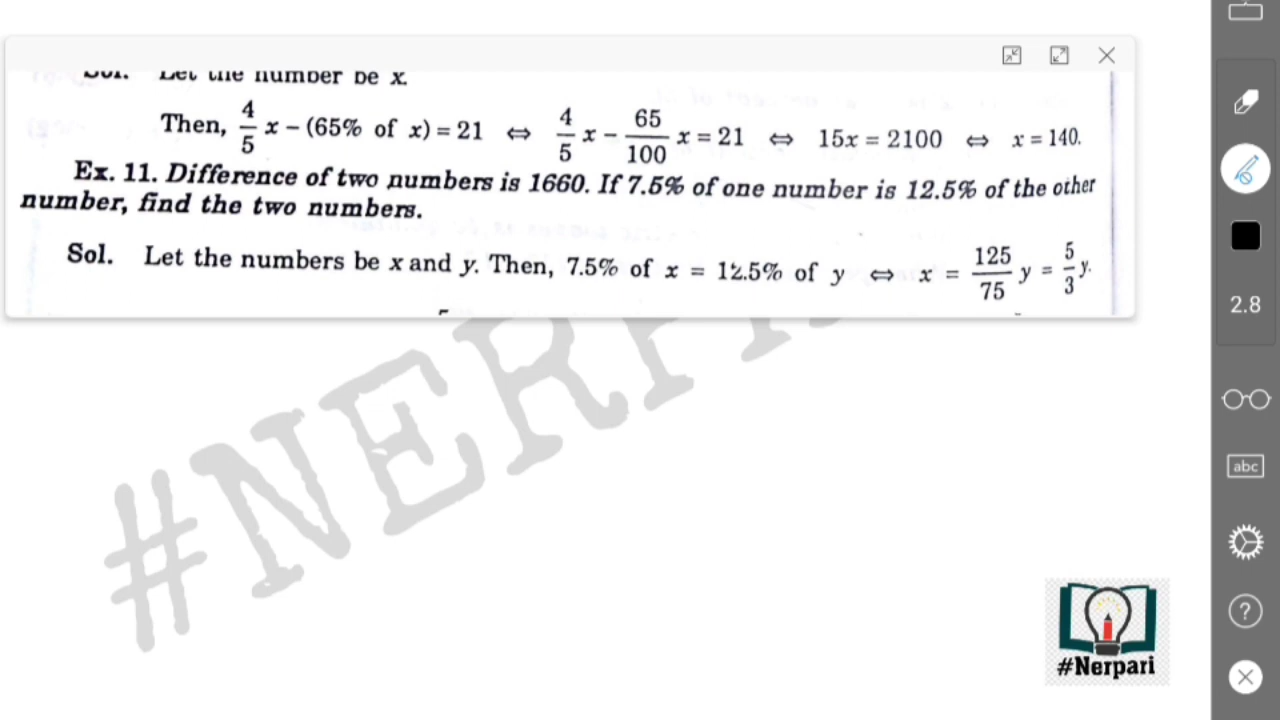 Sol. Let the number be x.
Then, 4/5 x – (65% of x) = 21 ⇔ 4/5 x – 65/100 x = 21 ⇔ 15x = 2100 ⇔ x = 140.
Ex. 11. Difference of two numbers is 1660. If 7.5% of one number is 12.5% of the other
number, find the two numbers.
Sol. Let the numbers be x and y. Then, 7.5% of x = 12.5% of y ⇔ x = 125/75 y = 5/3 y.
2.8
abc
?
#Nerpari